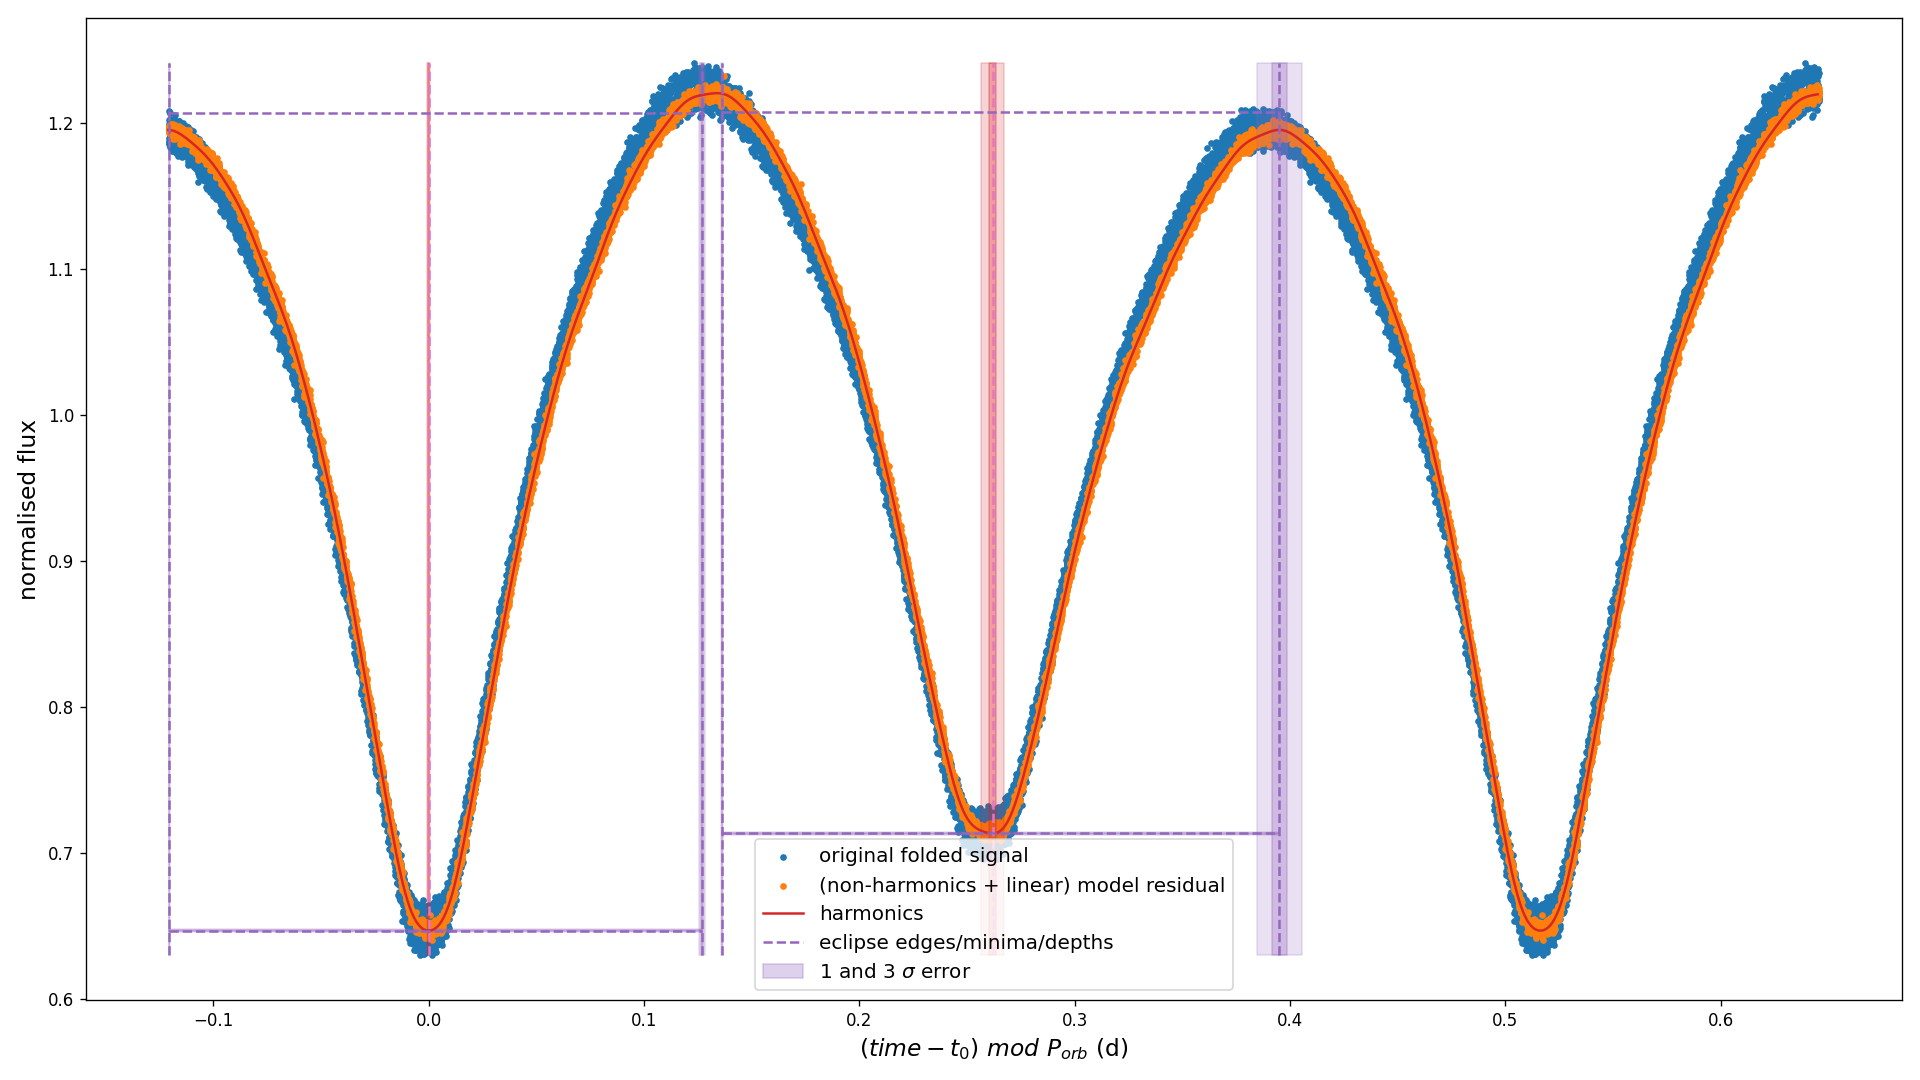 normalised flux
1.2
1.1
1.0
0.9
0.8
0.7
0.6
original folded signal
(non-harmonics + linear) model residual
harmonics
eclipse edges/minima/depths
1 and 3 σ error
−0.1 0.0 0.1 0.2 0.3 0.4 0.5 0.6
(time − t₀) mod P_orb (d)